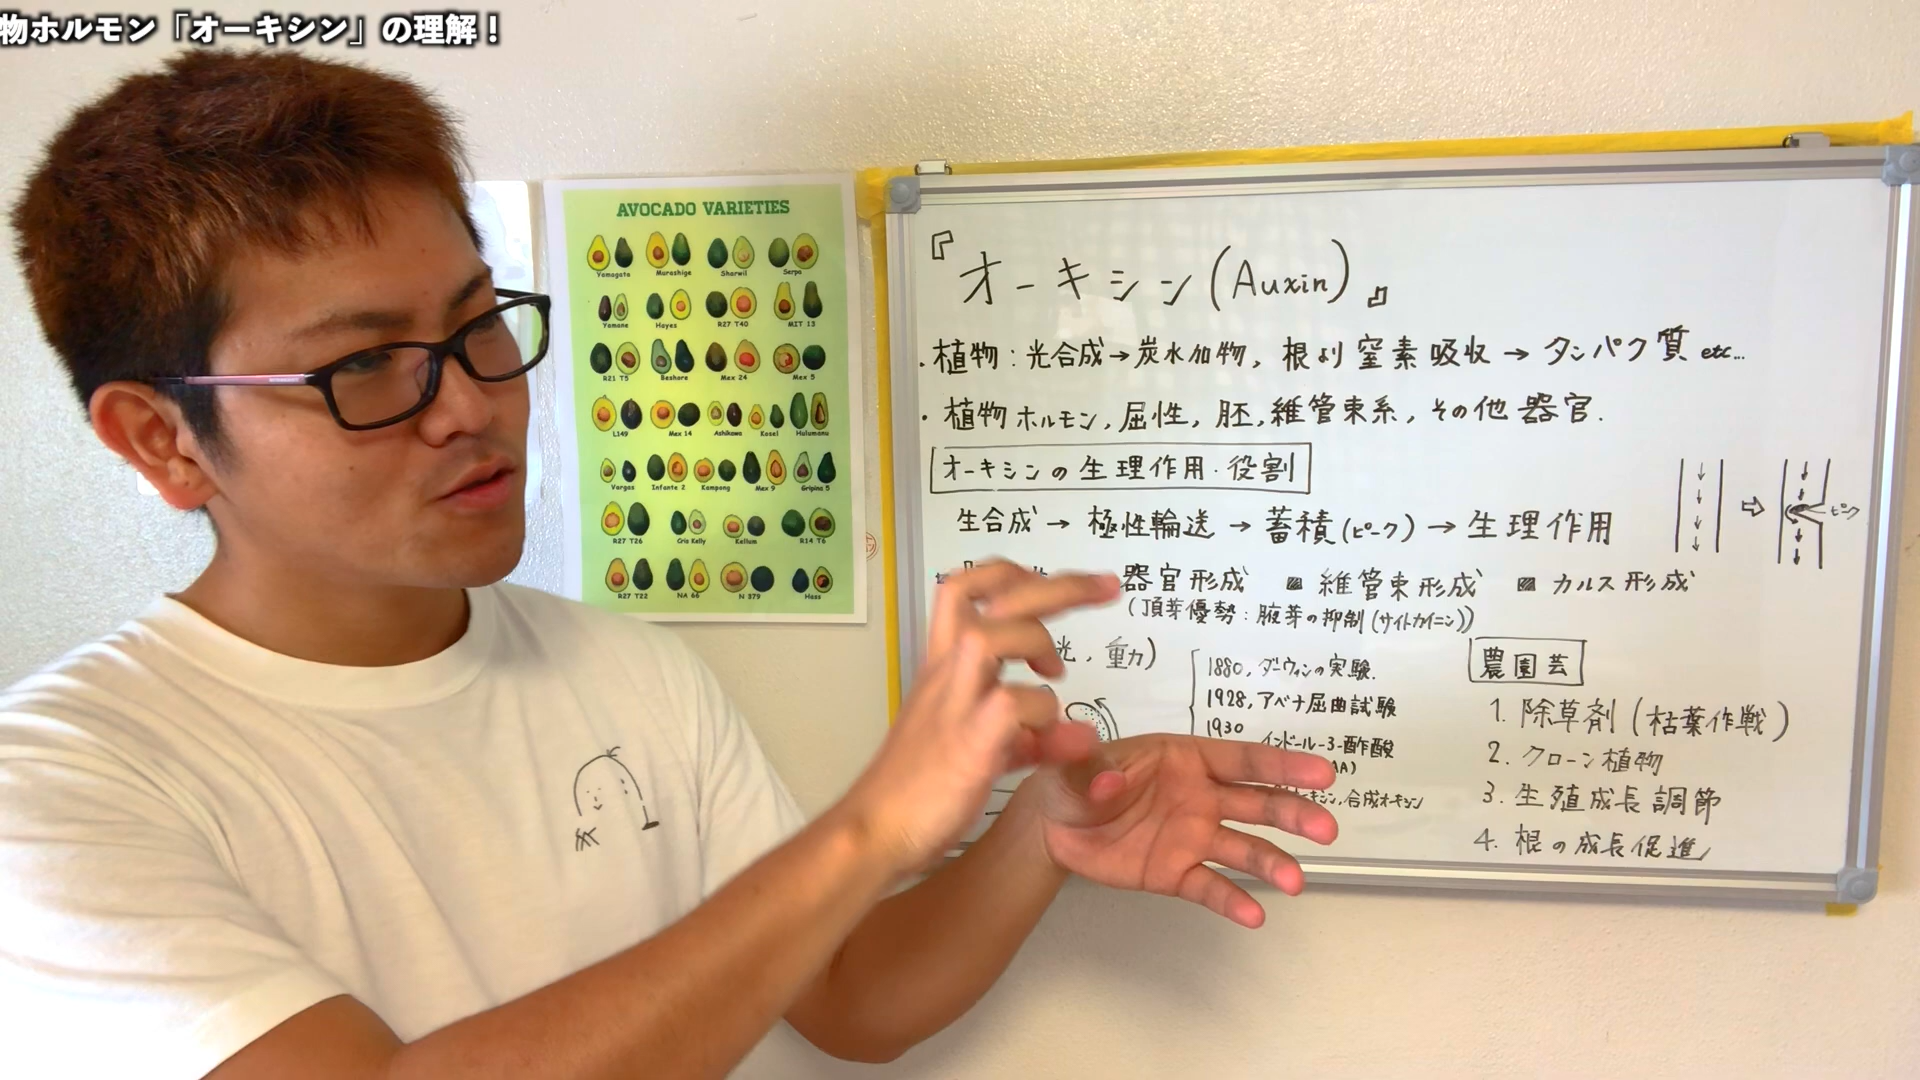 物ホルモン「オーキシン」の理解！
AVOCADO VARIETIES
Yamagata Murashige Sharwil Serpa
Yamane Hayes R27 T40 MIT 13
R21 T5 Beshore Mex 24 Mex 5
L149 Mex 14 Ashikawa Kosel Hulumanu
Vargas Infante 2 Kampong Mex 9 Gripina 5
R27 T26 Cris Kelly Kellum R14 T6
R27 T22 NA 66 N 379 Hass
『オーキシン(Auxin)』
・植物：光合成→炭水加物，根より窒素吸収→タンパク質 etc...
・植物ホルモン，屈性，胚，維管束系，その他器官．
オーキシンの生理作用・役割
生合成→極性輸送→蓄積(ピーク)→生理作用
ピーク
器官形成 ■維管束形成 ■カルス形成
(頂芽優勢：腋芽の抑制(サイトカイニン))
光，重力)
1880，ダーウィンの実験．
1928，アベナ屈曲試験
1930
インドール-3-酢酸
AA)
キシン，合成オーキシン
農園芸
1. 除草剤(枯葉作戦)
2. クローン植物
3. 生殖成長調節
4. 根の成長促進